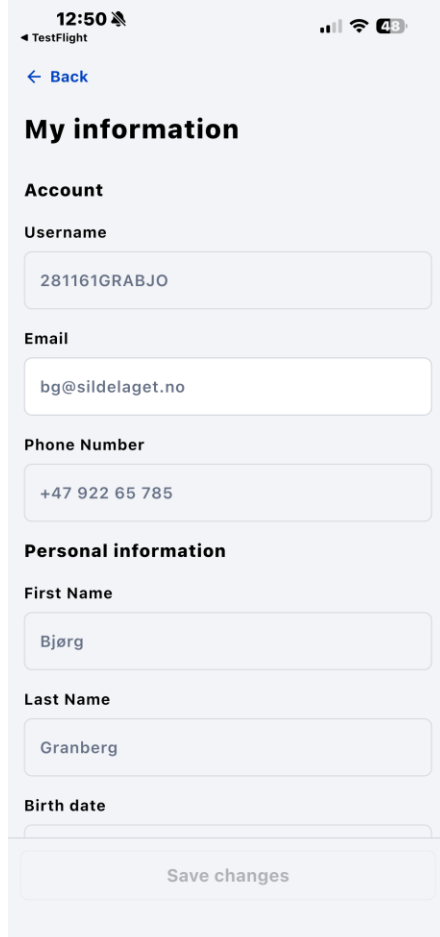 12:50
TestFlight
48
Back
My information
Account
Username
281161GRABJO
Email
bg@sildelaget.no
Phone Number
+47 922 65 785
Personal information
First Name
Bjørg
Last Name
Granberg
Birth date
Save changes